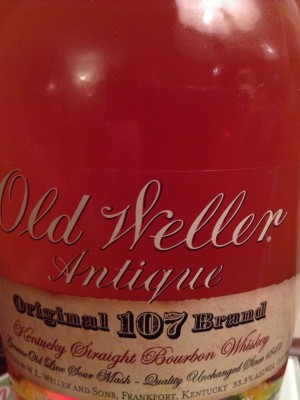 Old Weller®
Antique
Original 107 Brand
Kentucky Straight Bourbon Whiskey
Genuine Old Line Sour Mash - Quality Unchanged Since 1849
W.L. Weller and Sons, Frankfort, Kentucky 53.5% Alc/Vol